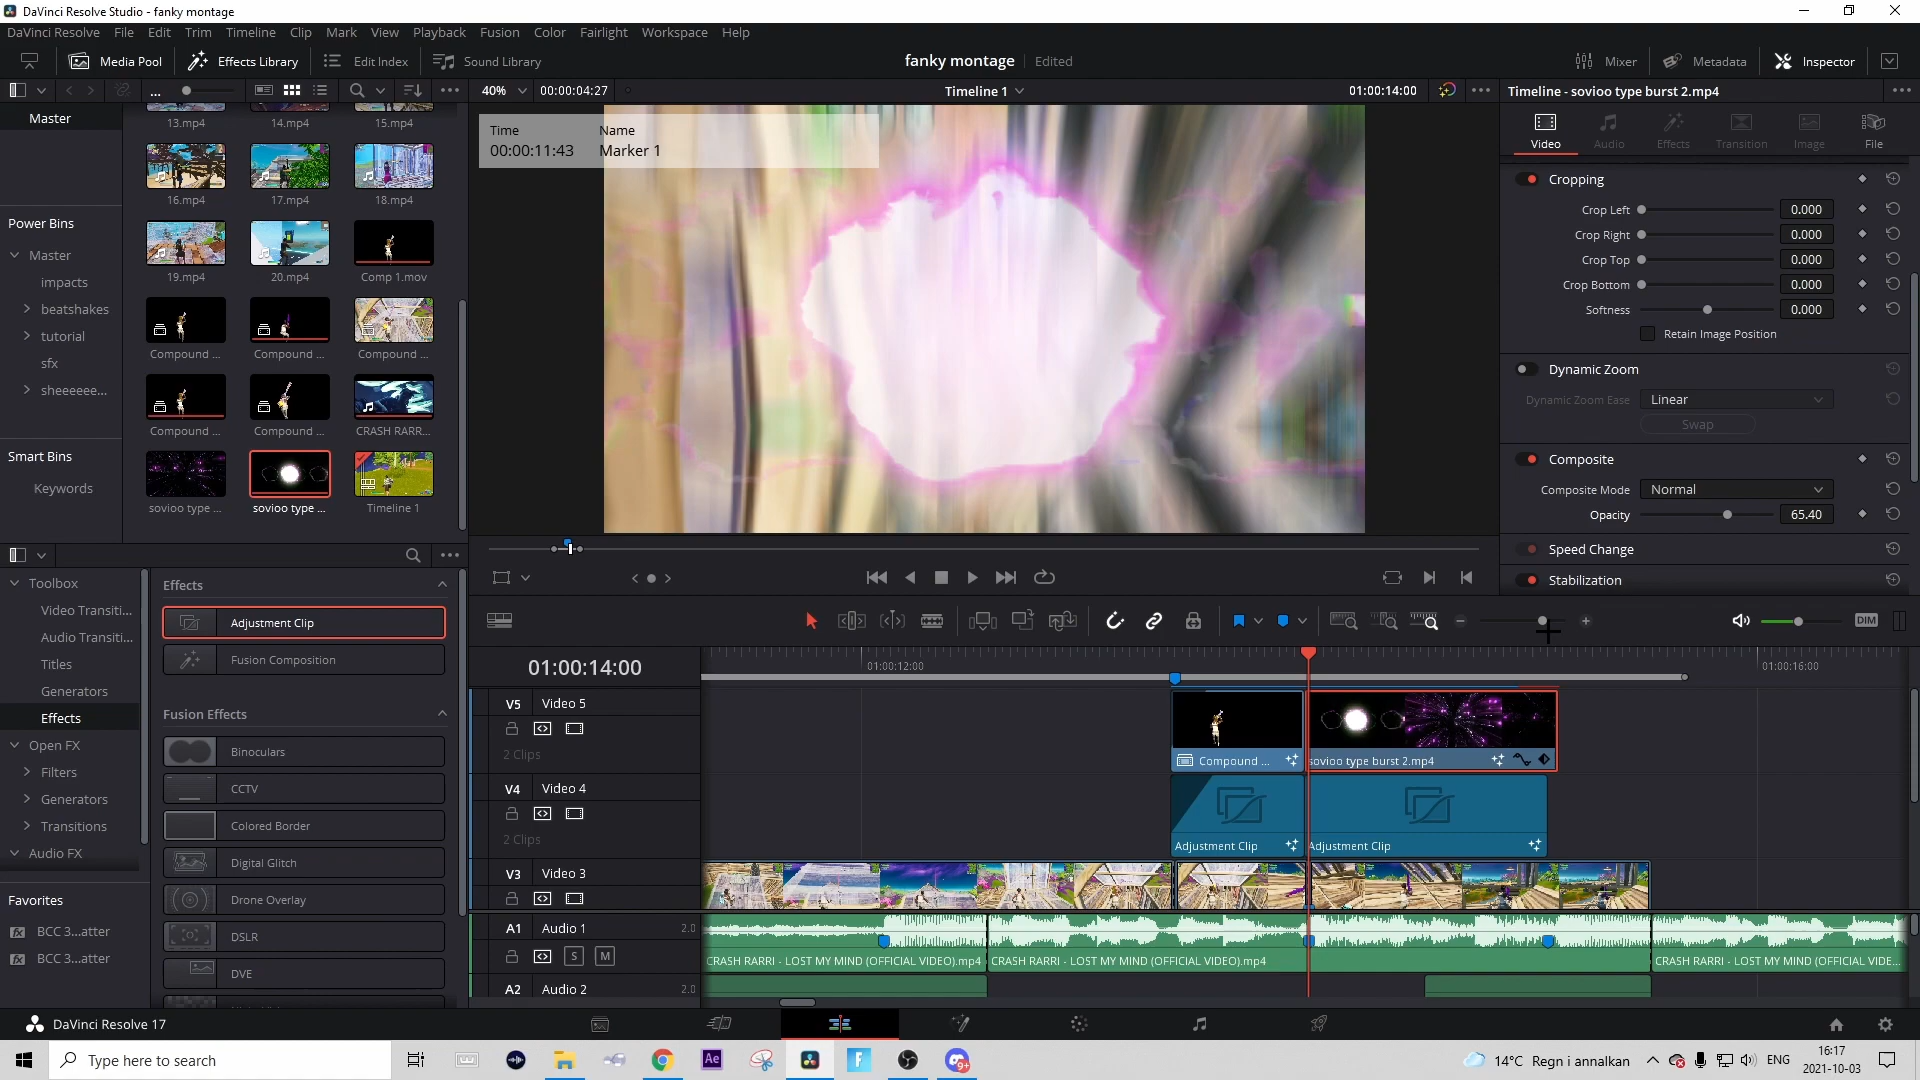 DaVinci Resolve Studio - fanky montage
DaVinci Resolve File Edit Trim Timeline Clip Mark View Playback Fusion Color Fairlight Workspace Help
Media Pool Effects Library Edit Index Sound Library fanky montage Edited Mixer Metadata Inspector
... 40% 00:00:04:27 Timeline 1 01:00:14:00 Timeline - sovioo type burst 2.mp4
Master
13.mp4 14.mp4 15.mp4
16.mp4 17.mp4 18.mp4
19.mp4 20.mp4 Comp 1.mov
Compound ... Compound ... Compound ...
Compound ... Compound ... CRASH RARR...
sovioo type ... sovioo type ... Timeline 1
Power Bins
Master
impacts
beatshakes
tutorial
sfx
sheeeeee...
Smart Bins
Keywords
Time Name
00:00:11:43 Marker 1
Video Audio Effects Transition Image File
Cropping
Crop Left 0.000
Crop Right 0.000
Crop Top 0.000
Crop Bottom 0.000
Softness 0.000
Retain Image Position
Dynamic Zoom
Dynamic Zoom Ease Linear
Swap
Composite
Composite Mode Normal
Opacity 65.40
Speed Change
Stabilization
Toolbox
Video Transiti...
Audio Transiti...
Titles
Generators
Effects
Open FX
Filters
Generators
Transitions
Audio FX
Favorites
BCC 3...atter
BCC 3...atter
Effects
Adjustment Clip
Fusion Composition
Fusion Effects
Binoculars
CCTV
Colored Border
Digital Glitch
Drone Overlay
DSLR
DVE
DIM
01:00:14:00 01:00:12:00 01:00:16:00
V5 Video 5
2 Clips
Compound ... sovioo type burst 2.mp4
V4 Video 4
2 Clips
Adjustment Clip Adjustment Clip
V3 Video 3
A1 Audio 1 2.0
S M
CRASH RARRI - LOST MY MIND (OFFICIAL VIDEO).mp4 CRASH RARRI - LOST MY MIND (OFFICIAL VIDEO).mp4 CRASH RARRI - LOST MY MIND (OFFICIAL VIDE...
A2 Audio 2 2.0
DaVinci Resolve 17
Type here to search
Ae
14°C Regn i annalkan ENG 16:17
2021-10-03